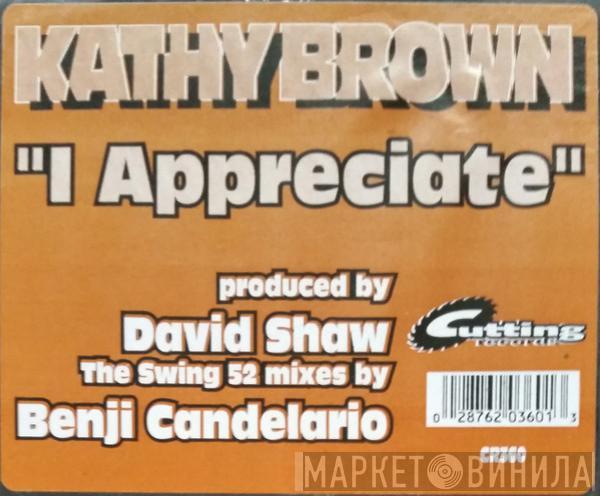 KATHY BROWN
"I Appreciate"
produced by
David Shaw
The Swing 52 mixes by
Benji Candelario
Cutting
records
0 28762 03601 3
CR360
МАРКЕТ ВИНИЛА